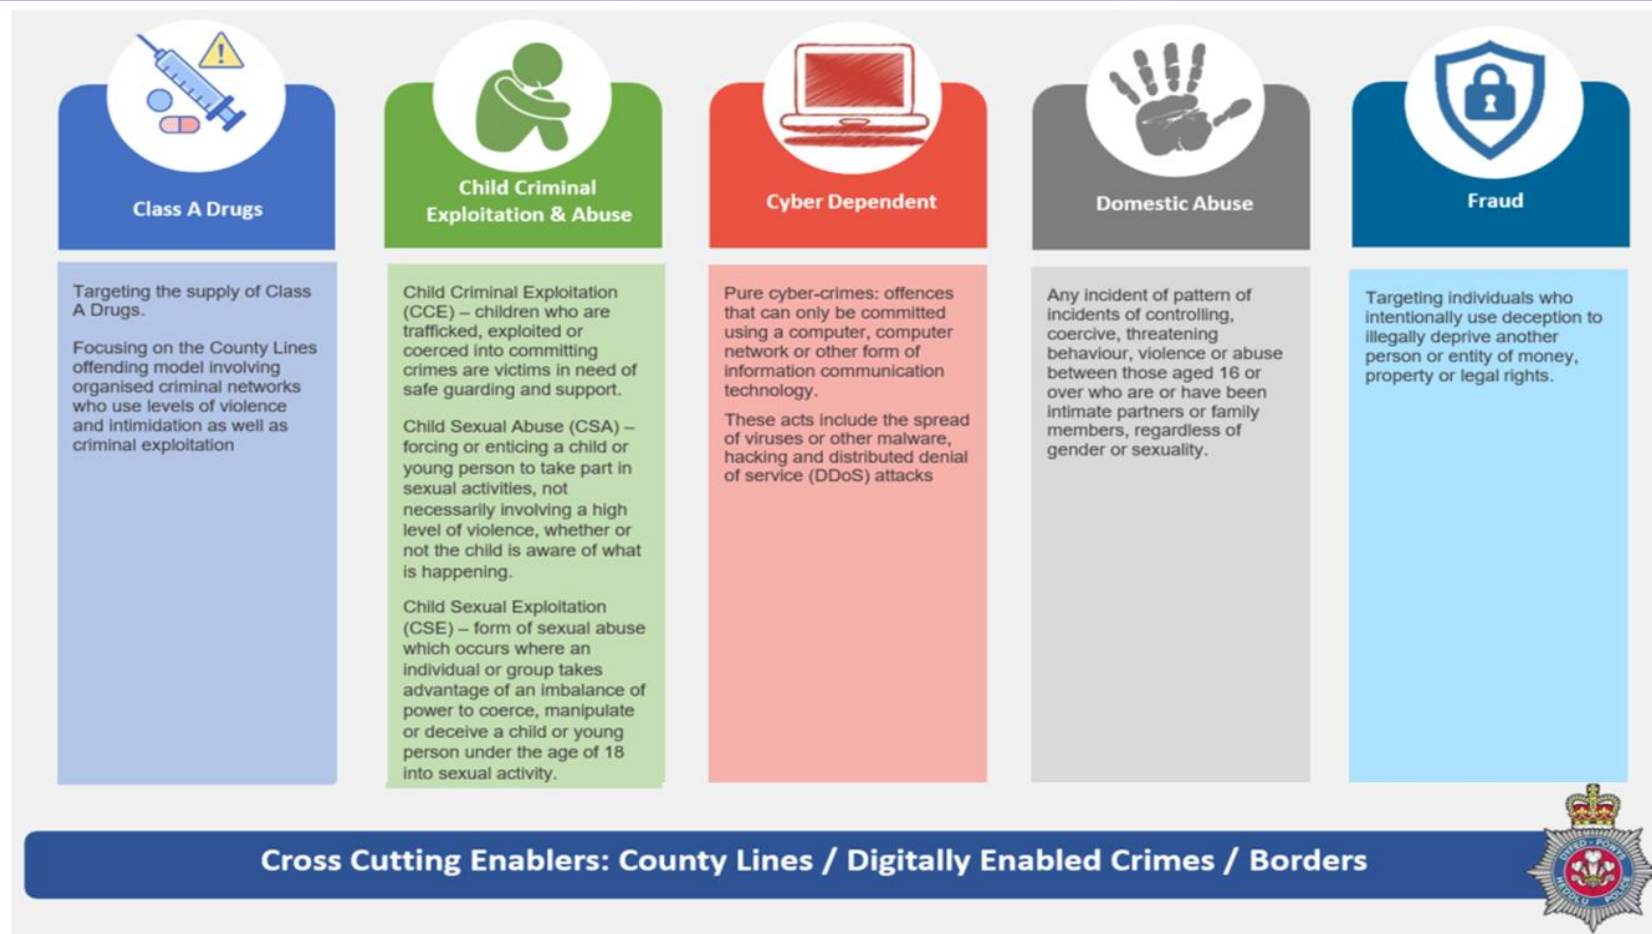 Class A Drugs
Targeting the supply of Class
A Drugs.
Focusing on the County Lines
offending model involving
organised criminal networks
who use levels of violence
and intimidation as well as
criminal exploitation
Child Criminal
Exploitation & Abuse
Child Criminal Exploitation
(CCE) – children who are
trafficked, exploited or
coerced into committing
crimes are victims in need of
safe guarding and support.
Child Sexual Abuse (CSA) –
forcing or enticing a child or
young person to take part in
sexual activities, not
necessarily involving a high
level of violence, whether or
not the child is aware of what
is happening.
Child Sexual Exploitation
(CSE) – form of sexual abuse
which occurs where an
individual or group takes
advantage of an imbalance of
power to coerce, manipulate
or deceive a child or young
person under the age of 18
into sexual activity.
Cyber Dependent
Pure cyber-crimes: offences
that can only be committed
using a computer, computer
network or other form of
information communication
technology.
These acts include the spread
of viruses or other malware,
hacking and distributed denial
of service (DDoS) attacks
Domestic Abuse
Any incident of pattern of
incidents of controlling,
coercive, threatening
behaviour, violence or abuse
between those aged 16 or
over who are or have been
intimate partners or family
members, regardless of
gender or sexuality.
Fraud
Targeting individuals who
intentionally use deception to
illegally deprive another
person or entity of money,
property or legal rights.
Cross Cutting Enablers: County Lines / Digitally Enabled Crimes / Borders
DYFED-POWYS
HEDDLU POLICE